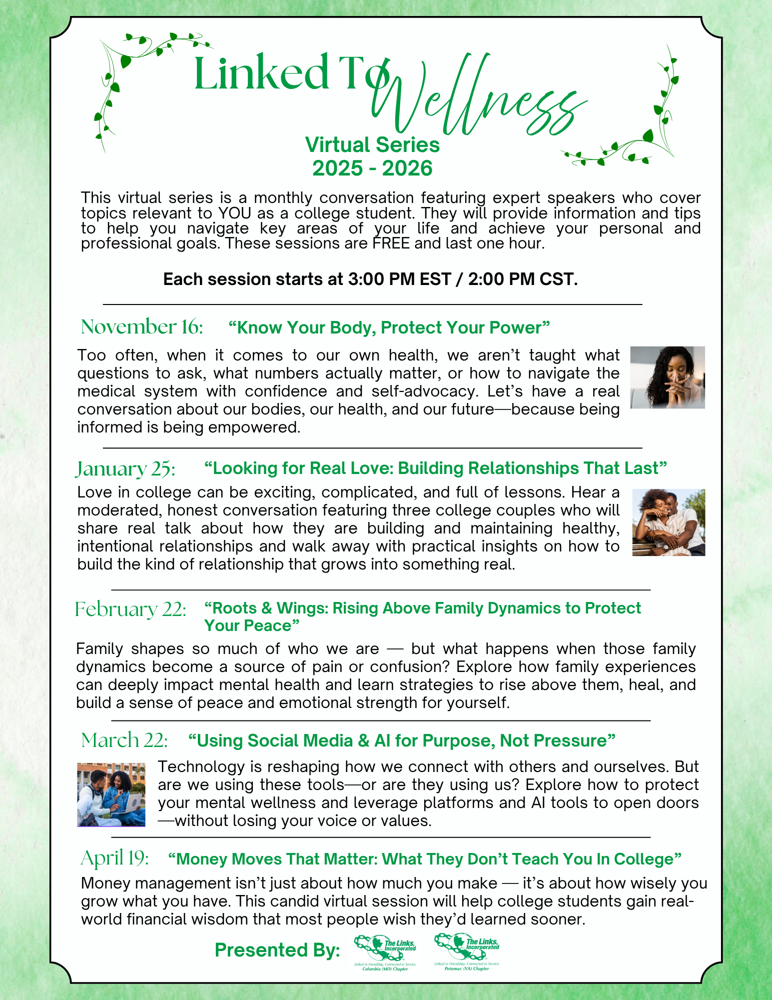 Linked To
Wellness
Virtual Series
2025 - 2026
This virtual series is a monthly conversation featuring expert speakers who cover
topics relevant to YOU as a college student. They will provide information and tips
to help you navigate key areas of your life and achieve your personal and
professional goals. These sessions are FREE and last one hour.
Each session starts at 3:00 PM EST / 2:00 PM CST.
November 16: “Know Your Body, Protect Your Power”
Too often, when it comes to our own health, we aren’t taught what
questions to ask, what numbers actually matter, or how to navigate the
medical system with confidence and self-advocacy. Let’s have a real
conversation about our bodies, our health, and our future—because being
informed is being empowered.
January 25: “Looking for Real Love: Building Relationships That Last”
Love in college can be exciting, complicated, and full of lessons. Hear a
moderated, honest conversation featuring three college couples who will
share real talk about how they are building and maintaining healthy,
intentional relationships and walk away with practical insights on how to
build the kind of relationship that grows into something real.
February 22: “Roots & Wings: Rising Above Family Dynamics to Protect
Your Peace”
Family shapes so much of who we are — but what happens when those family
dynamics become a source of pain or confusion? Explore how family experiences
can deeply impact mental health and learn strategies to rise above them, heal, and
build a sense of peace and emotional strength for yourself.
March 22: “Using Social Media & AI for Purpose, Not Pressure”
Technology is reshaping how we connect with others and ourselves. But
are we using these tools—or are they using us? Explore how to protect
your mental wellness and leverage platforms and AI tools to open doors
—without losing your voice or values.
April 19: “Money Moves That Matter: What They Don’t Teach You In College”
Money management isn’t just about how much you make — it’s about how wisely you
grow what you have. This candid virtual session will help college students gain real-
world financial wisdom that most people wish they’d learned sooner.
Presented By:
The Links,
Incorporated
Linked in Friendship, Connected in Service
Columbia (MD) Chapter
The Links,
Incorporated
Linked in Friendship, Connected in Service
Potomac (VA) Chapter